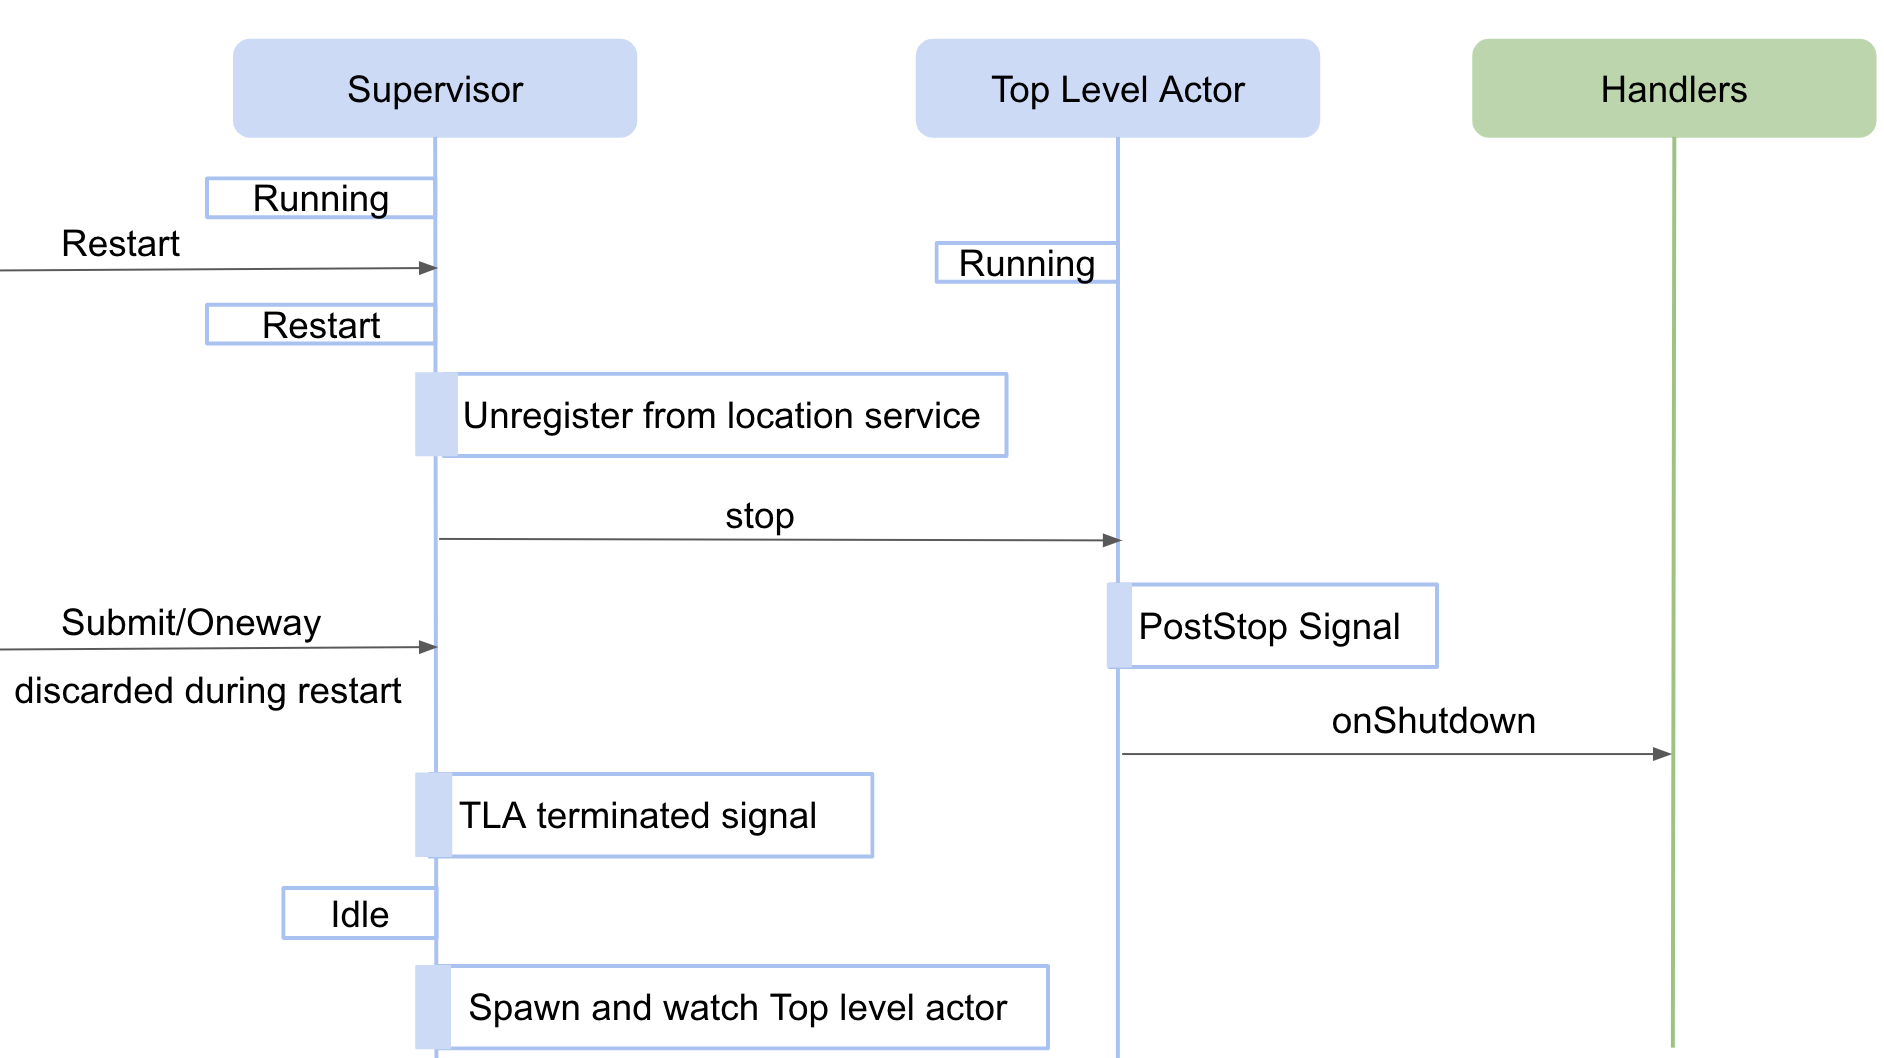 Supervisor
Top Level Actor
Handlers
Running
Restart
Running
Restart
Unregister from location service
stop
Submit/Oneway
PostStop Signal
discarded during restart
onShutdown
TLA terminated signal
Idle
Spawn and watch Top level actor